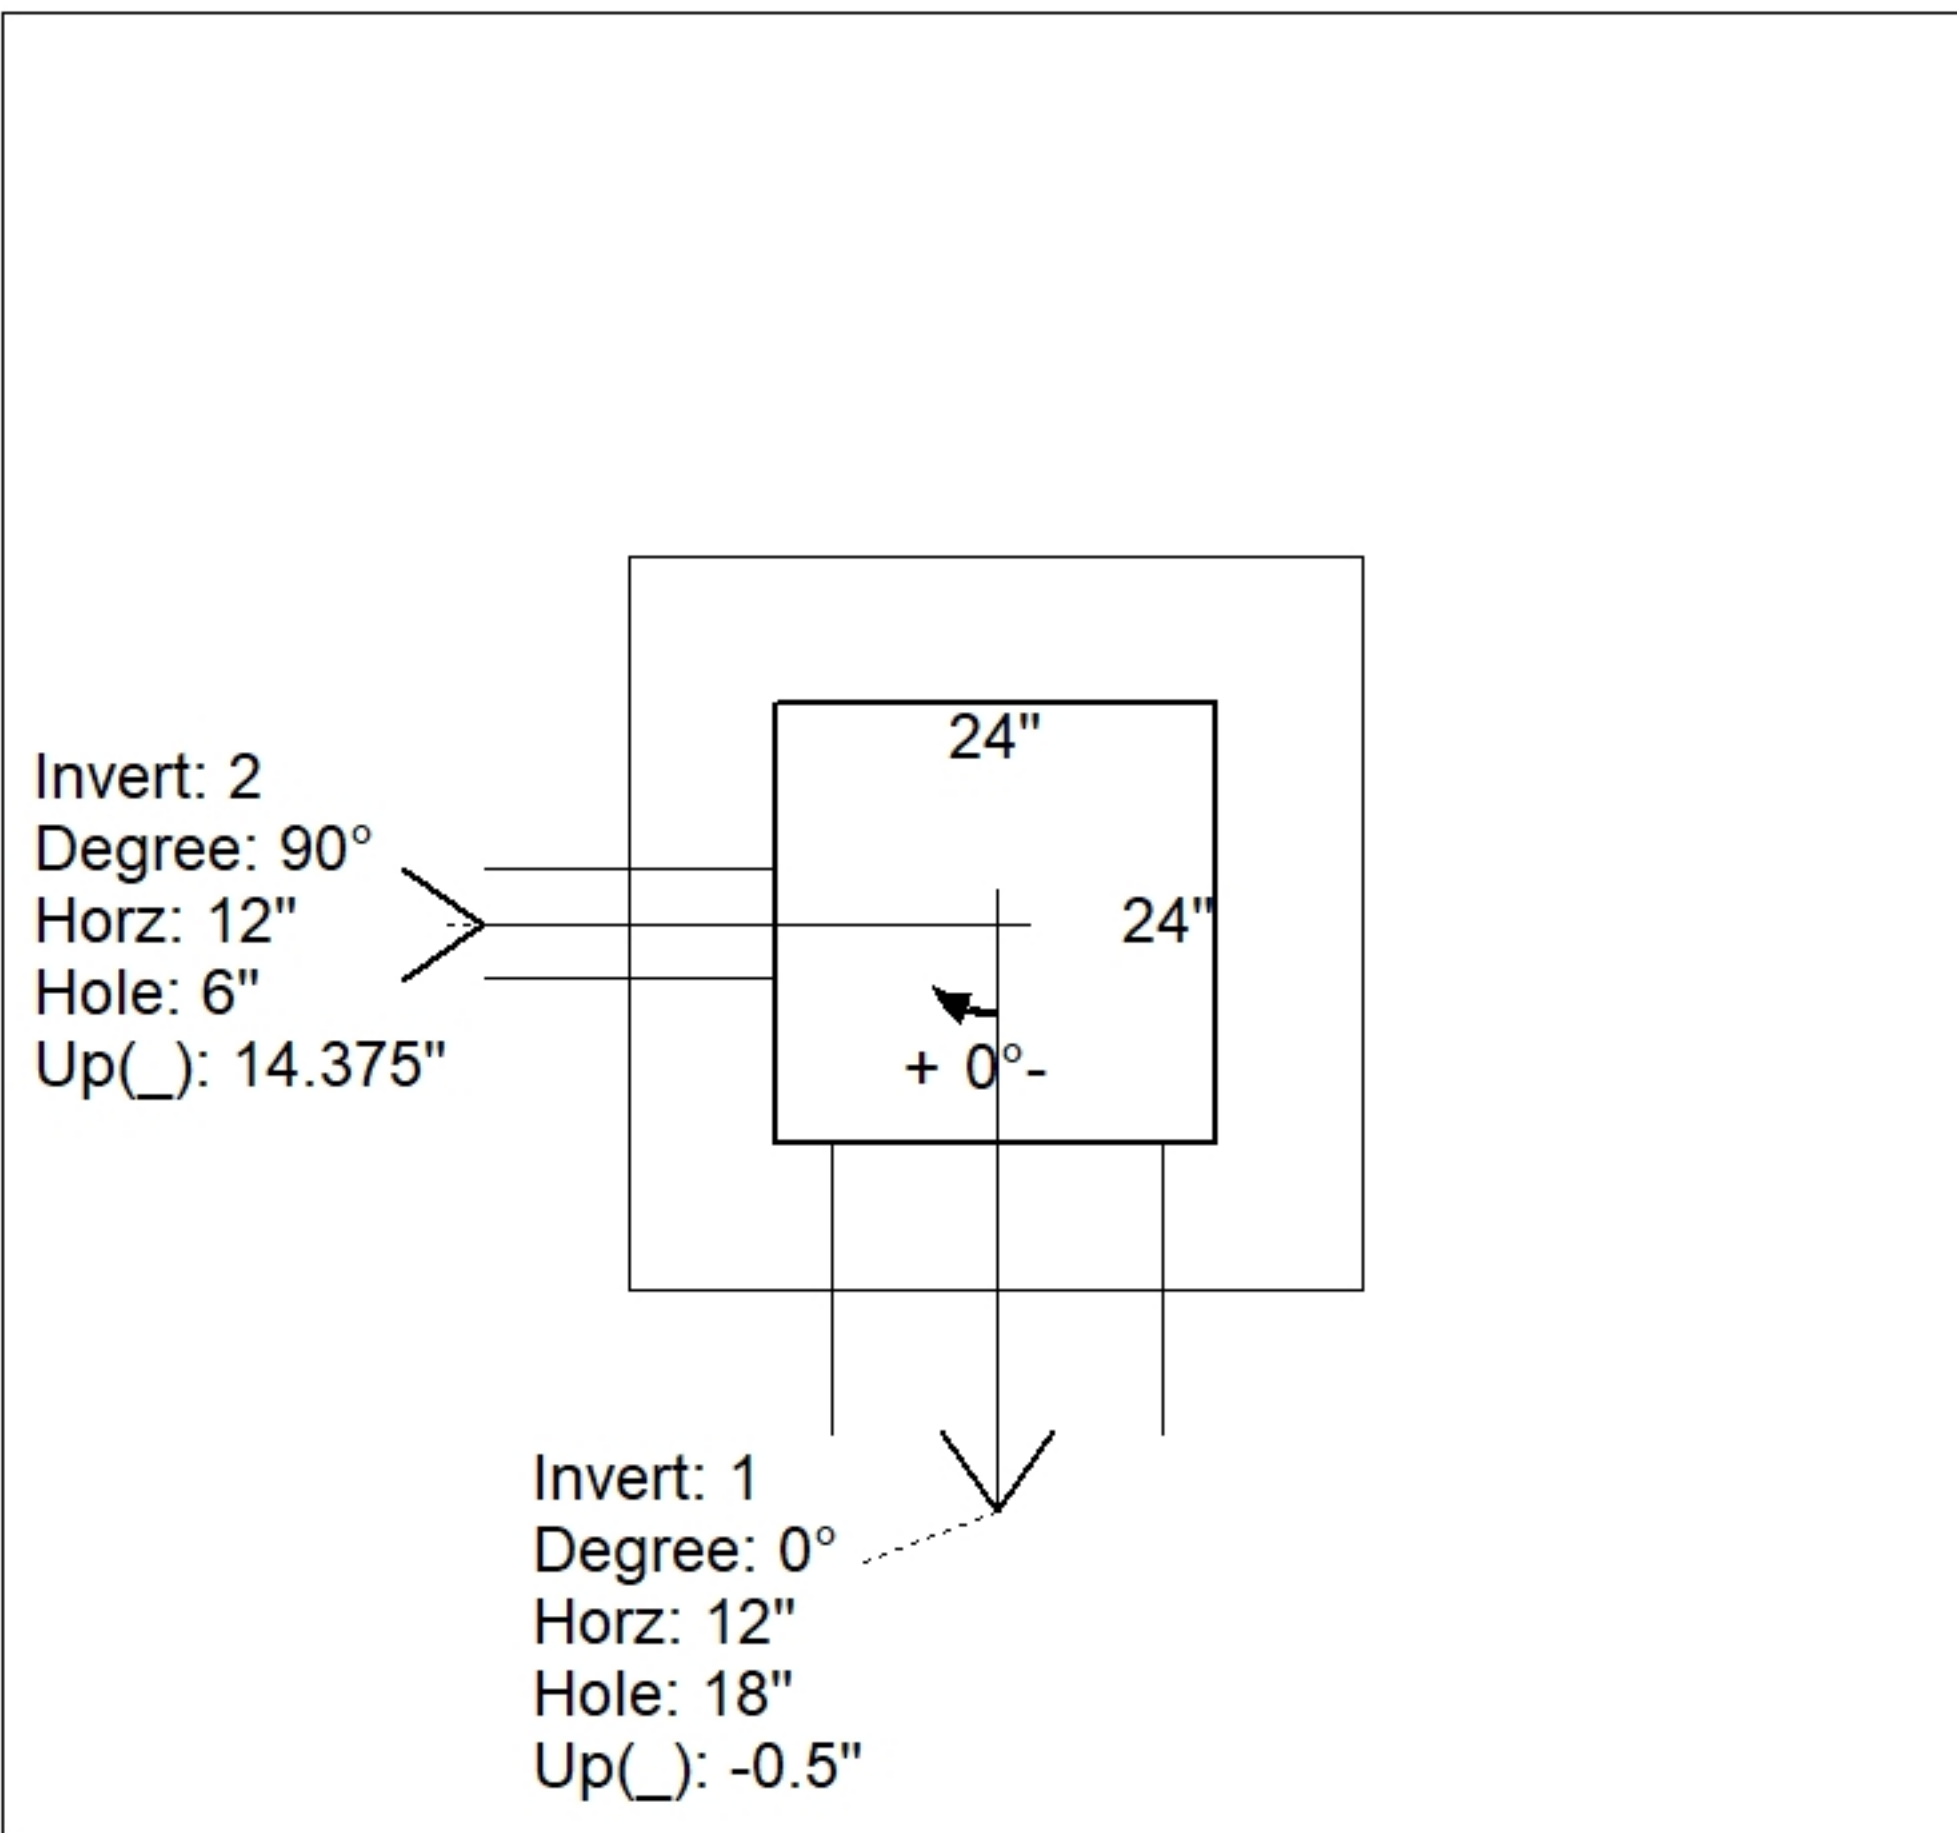 24"
24"
+ 0°-
Invert: 2
Degree: 90°
Horz: 12"
Hole: 6"
Up(_): 14.375"
Invert: 1
Degree: 0°
Horz: 12"
Hole: 18"
Up(_): -0.5"